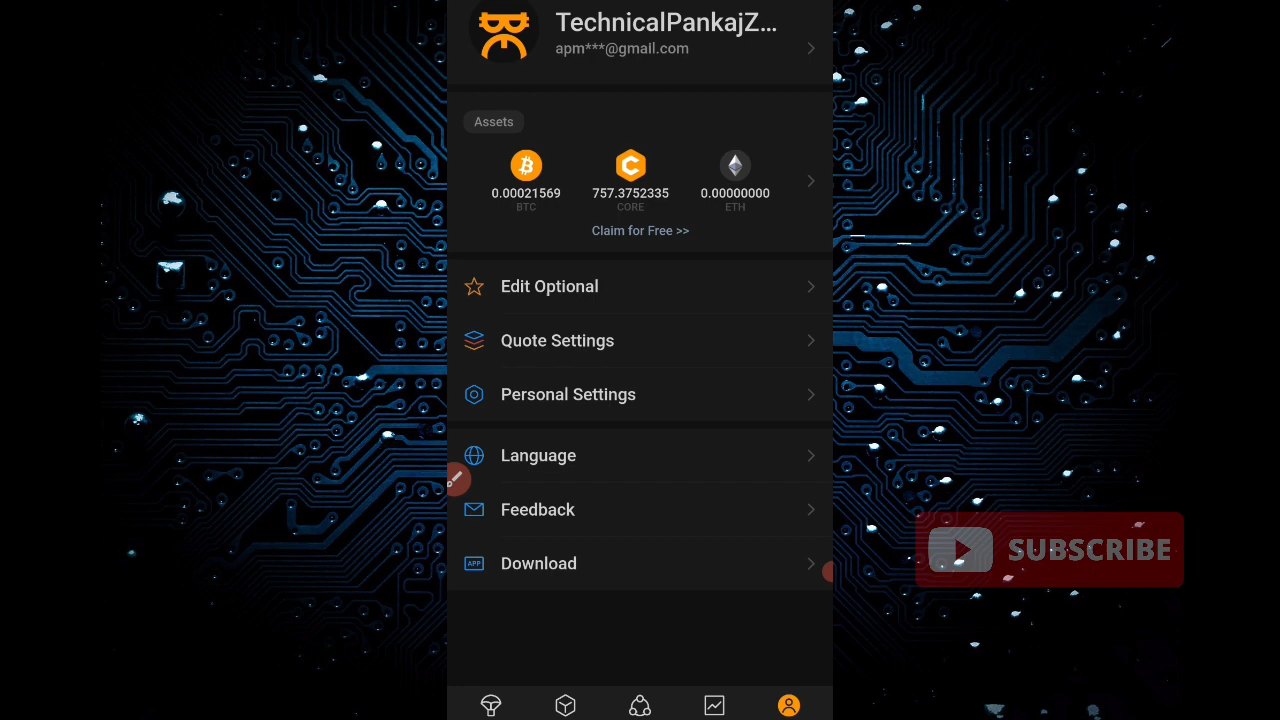 TechnicalPankajZ...
apm***@gmail.com
Assets
0.00021569
BTC
757.3752335
CORE
0.00000000
ETH
Claim for Free >>
Edit Optional
Quote Settings
Personal Settings
Language
Feedback
APP
Download
SUBSCRIBE